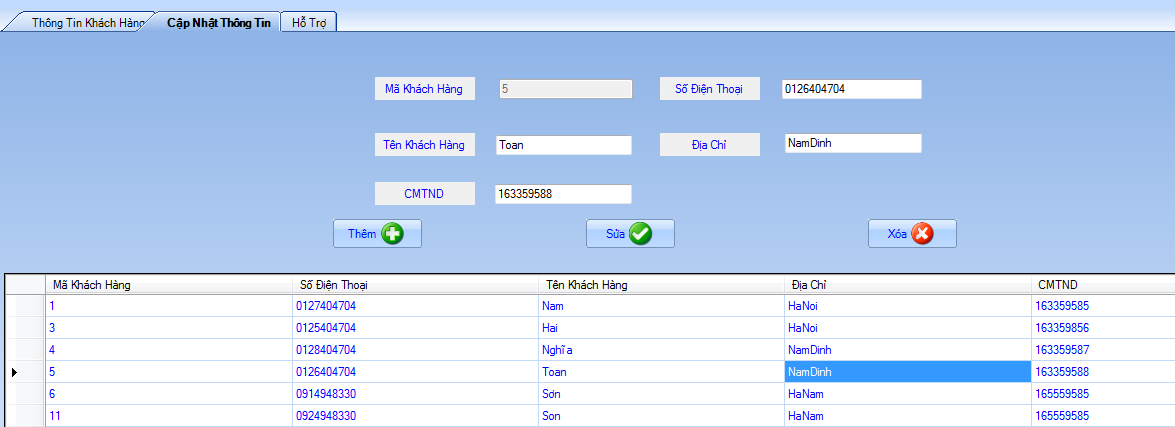 Thông Tin Khách Hàng Cập Nhật Thông Tin Hỗ Trợ
Mã Khách Hàng 5 Số Điện Thoại 0126404704
Tên Khách Hàng Toan Địa Chỉ NamDinh
CMTND 163359588
Thêm Sửa Xóa
Mã Khách Hàng Số Điện Thoại Tên Khách Hàng Địa Chỉ CMTND
1 0127404704 Nam HaNoi 163359585
3 0125404704 Hai HaNoi 163359856
4 0128404704 Nghĩa NamDinh 163359587
5 0126404704 Toan NamDinh 163359588
6 0914948330 Sơn HaNam 165559585
11 0924948330 Son HaNam 165559585